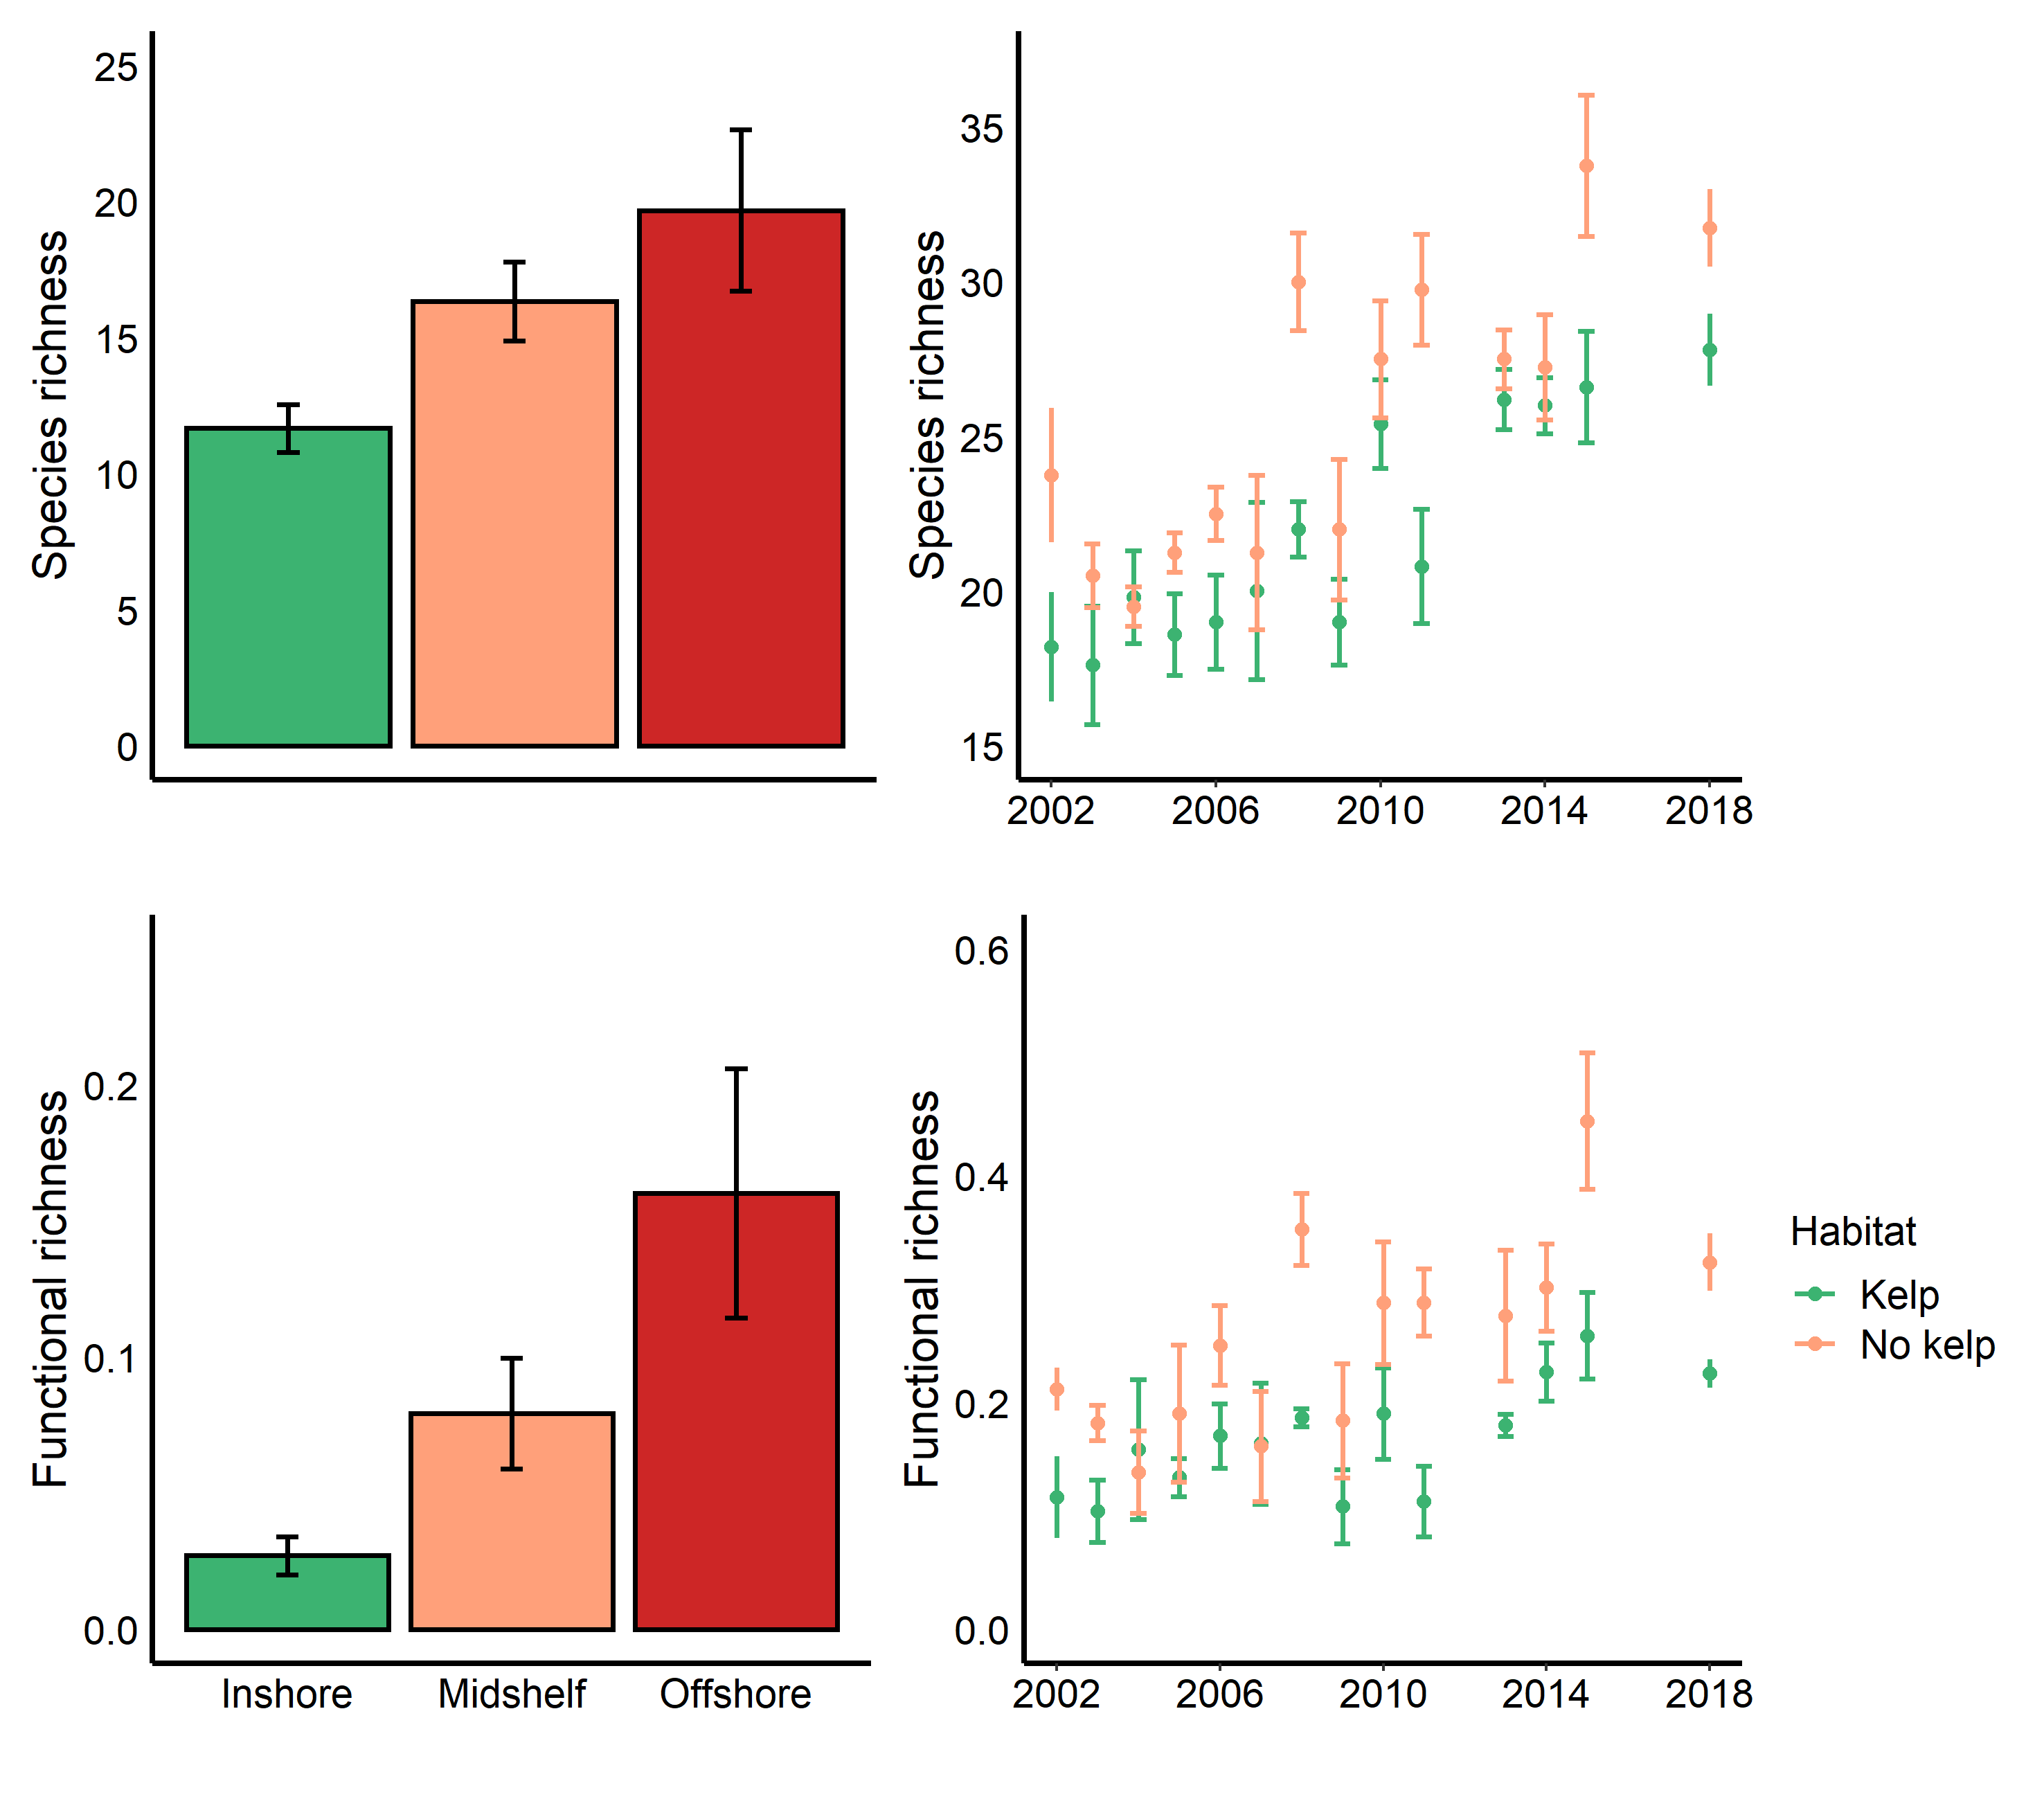 Species richness
25
20
15
10
5
0
Species richness
35
30
25
20
15
2002 2006 2010 2014 2018
Functional richness
0.2
0.1
0.0
Inshore Midshelf Offshore
Functional richness
0.6
0.4
0.2
0.0
2002 2006 2010 2014 2018
Habitat
Kelp
No kelp